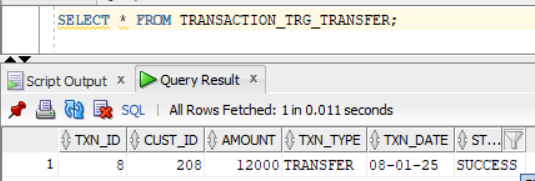 SELECT * FROM TRANSACTION_TRG_TRANSFER;
Script Output x Query Result x
SQL | All Rows Fetched: 1 in 0.011 seconds
TXN_ID CUST_ID AMOUNT TXN_TYPE TXN_DATE ST...
1 8 208 12000 TRANSFER 08-01-25 SUCCESS